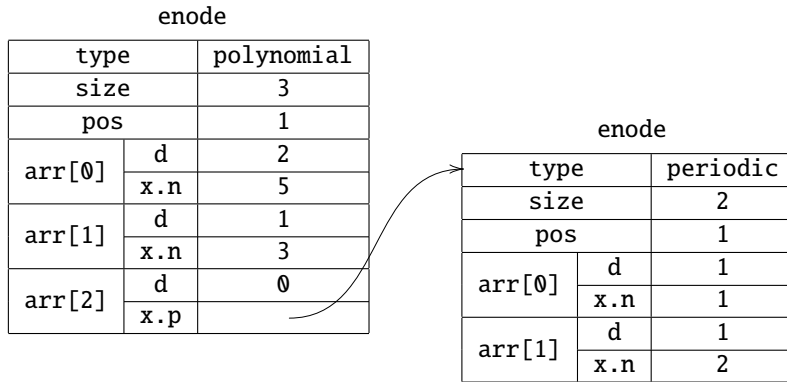 enode
type polynomial
size 3
pos 1
arr[0] d 2
x.n 5
arr[1] d 1
x.n 3
arr[2] d 0
x.p
enode
type periodic
size 2
pos 1
arr[0] d 1
x.n 1
arr[1] d 1
x.n 2